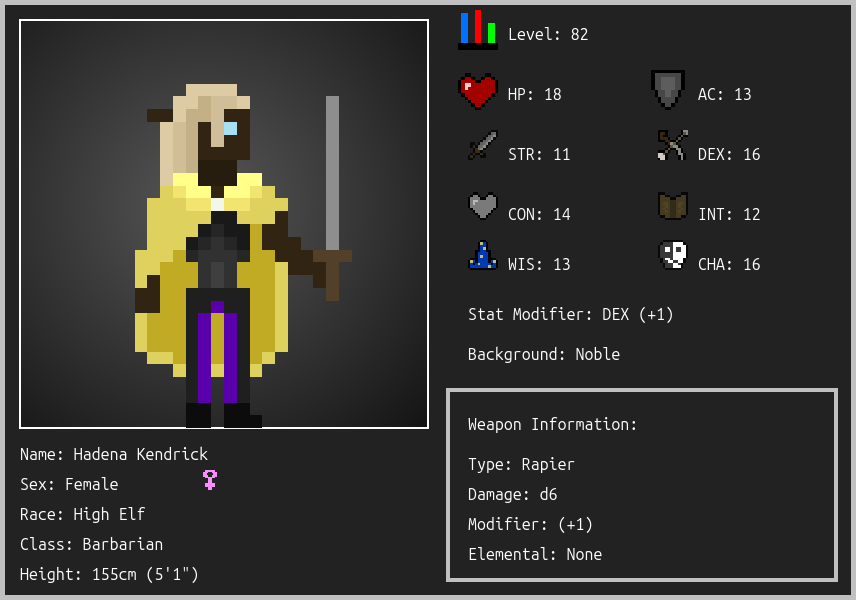 Level: 82
HP: 18
AC: 13
STR: 11
DEX: 16
CON: 14
INT: 12
WIS: 13
CHA: 16
Stat Modifier: DEX (+1)
Background: Noble
Weapon Information:
Type: Rapier
Damage: d6
Modifier: (+1)
Elemental: None
Name: Hadena Kendrick
Sex: Female
Race: High Elf
Class: Barbarian
Height: 155cm (5'1")